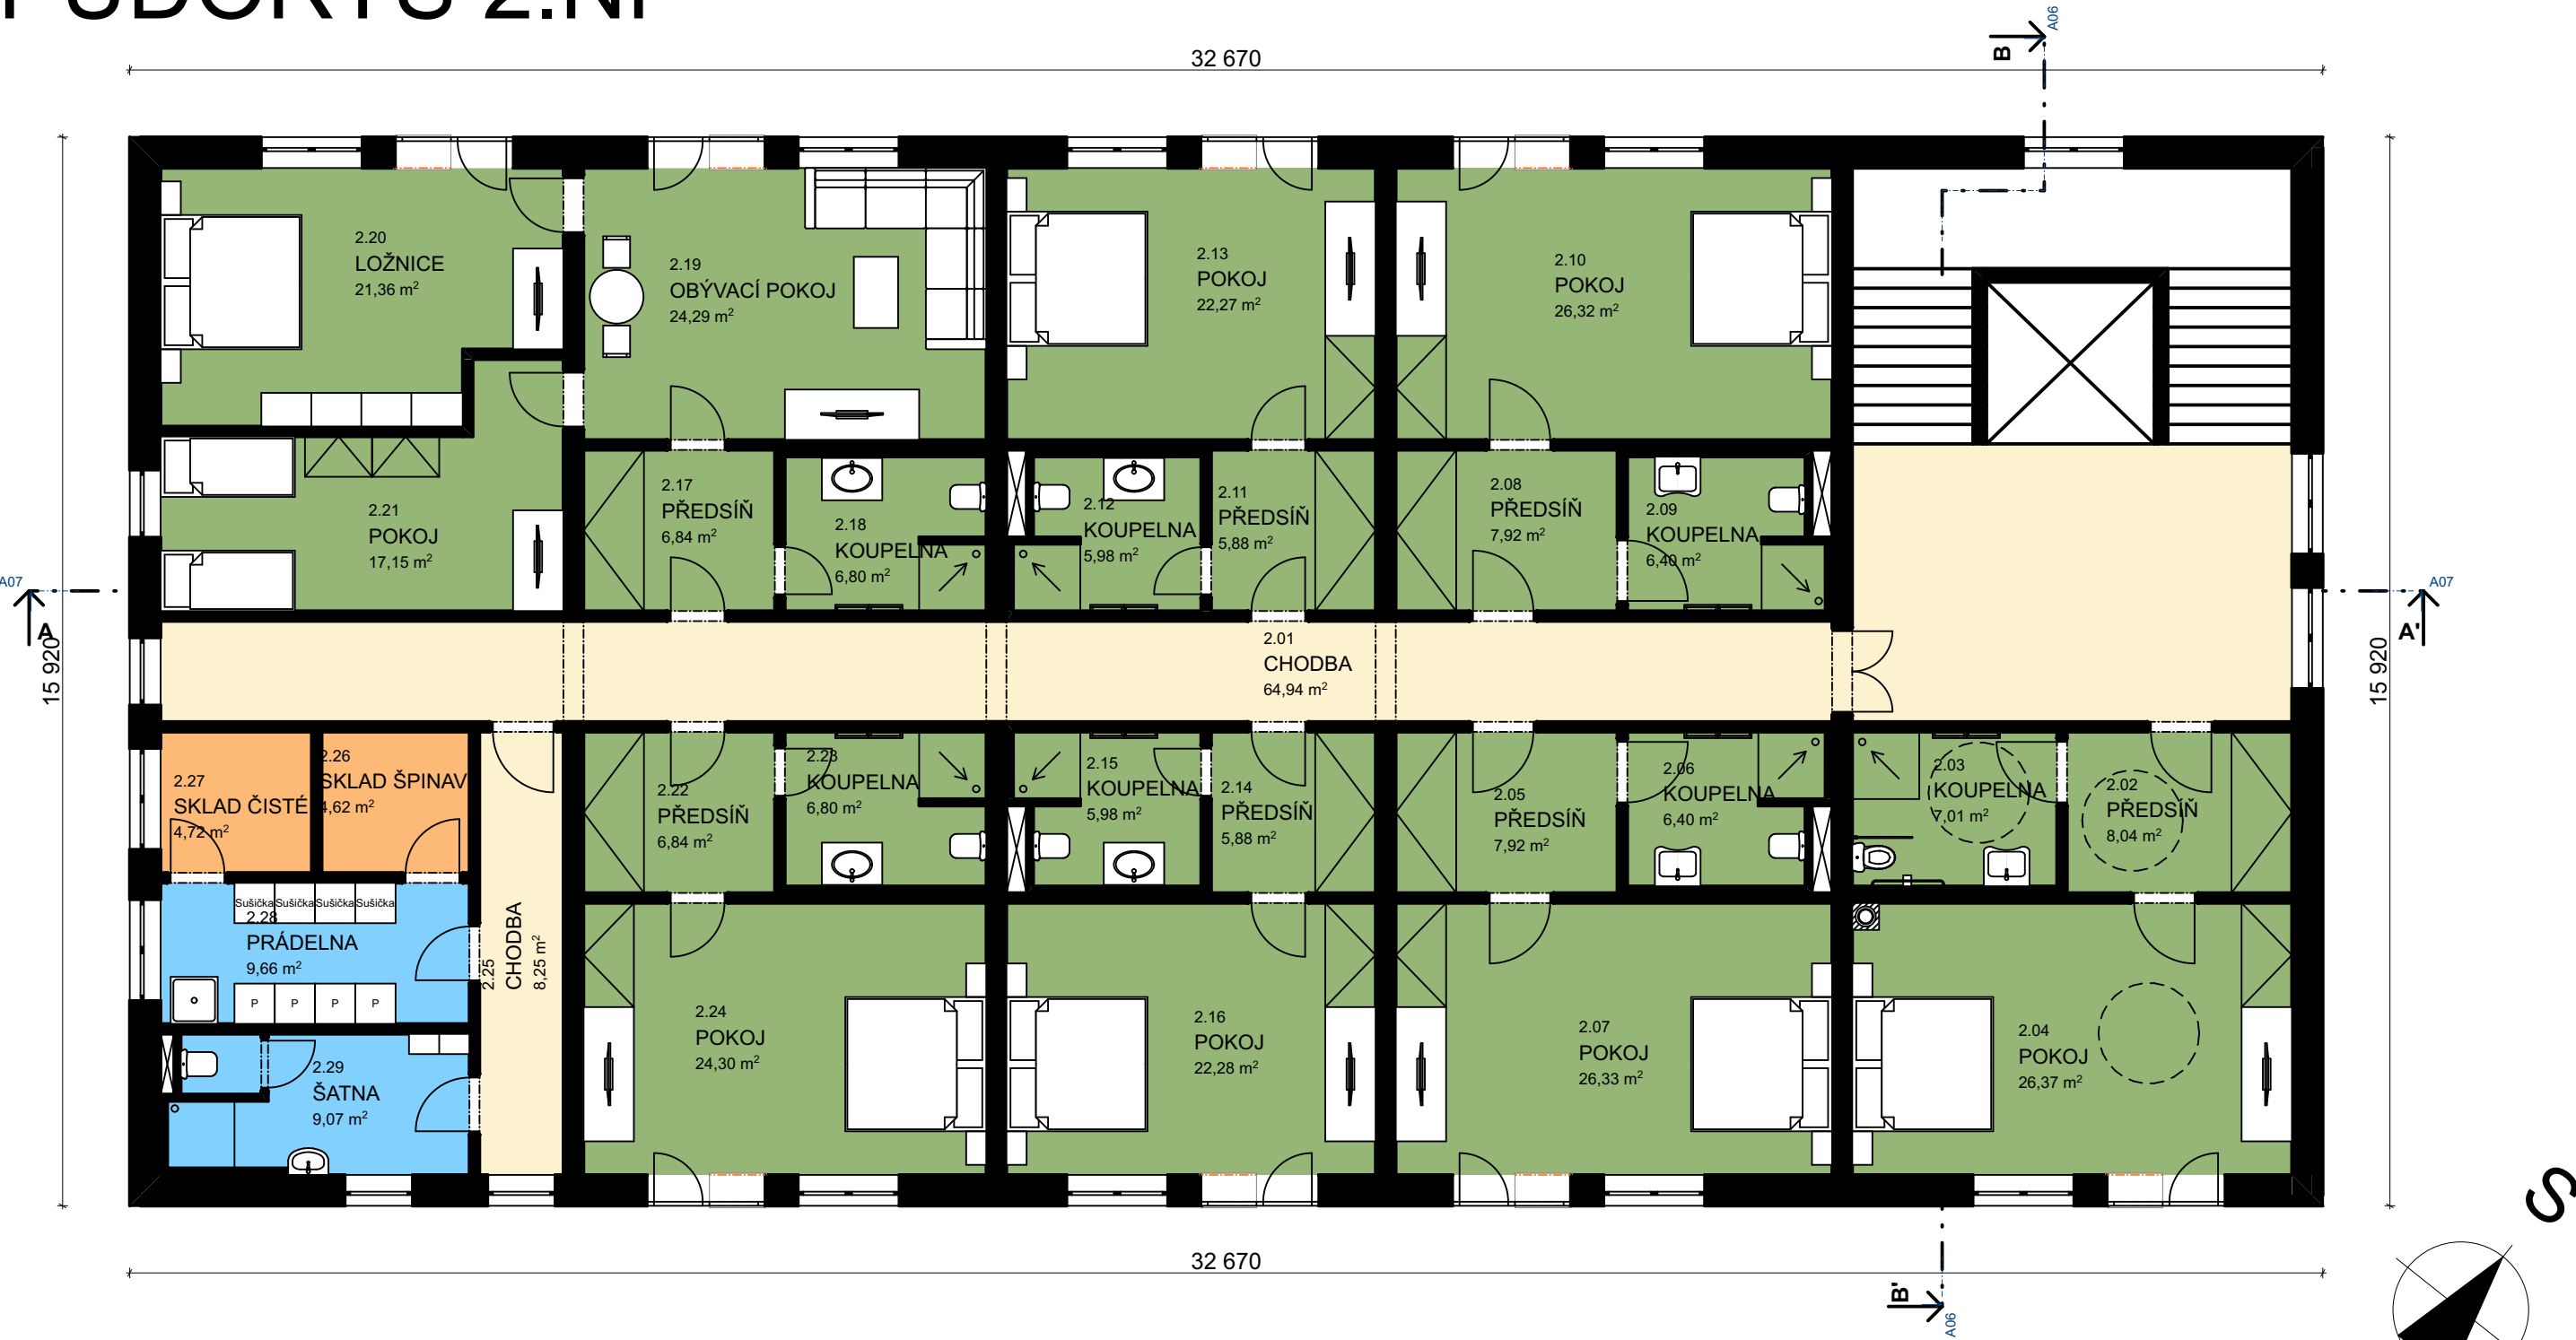 PŮDORYS 2.NP
A06
B
32 670
2.20
LOŽNICE
21,36 m²
2.19
OBÝVACÍ POKOJ
24,29 m²
2.13
POKOJ
22,27 m²
2.10
POKOJ
26,32 m²
2.21
POKOJ
17,15 m²
2.17
PŘEDSÍŇ
6,84 m²
2.18
KOUPELNA
6,80 m²
2.12
KOUPELNA
5,98 m²
2.11
PŘEDSÍŇ
5,88 m²
2.08
PŘEDSÍŇ
7,92 m²
2.09
KOUPELNA
6,40 m²
A07
A
15 920
A07
A'
15 920
2.01
CHODBA
64,94 m²
2.27
SKLAD ČISTÉ
4,72 m²
2.26
SKLAD ŠPINAV
4,62 m²
2.22
PŘEDSÍŇ
6,84 m²
2.23
KOUPELNA
6,80 m²
2.15
KOUPELNA
5,98 m²
2.14
PŘEDSÍŇ
5,88 m²
2.05
PŘEDSÍŇ
7,92 m²
2.06
KOUPELNA
6,40 m²
2.03
KOUPELNA
7,01 m²
2.02
PŘEDSÍŇ
8,04 m²
Sušička Sušička Sušička Sušička
2.28
PRÁDELNA
9,66 m²
P P P P
2.25
CHODBA
8,25 m²
2.29
ŠATNA
9,07 m²
2.24
POKOJ
24,30 m²
2.16
POKOJ
22,28 m²
2.07
POKOJ
26,33 m²
2.04
POKOJ
26,37 m²
S
32 670
B'
A06